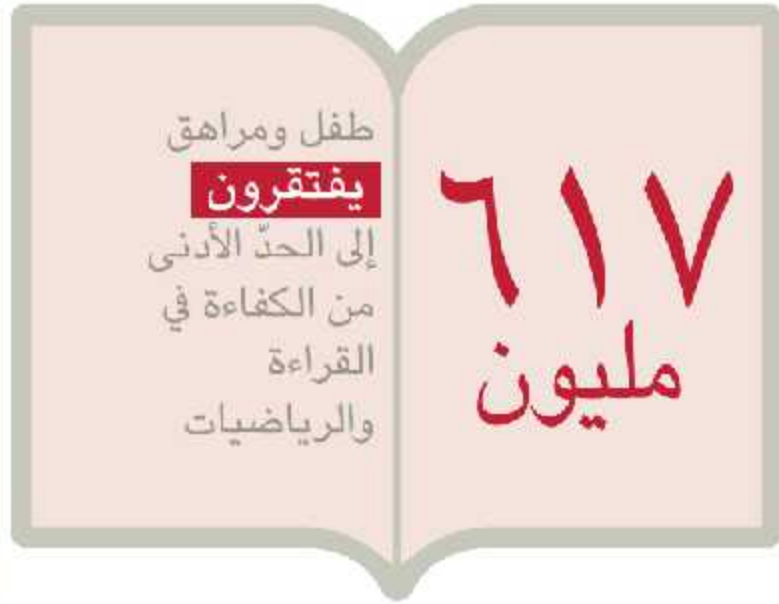 ٦١٧
مليون
طفل ومراهق
يفتقرون
إلى الحدّ الأدنى
من الكفاءة في
القراءة
والرياضيات